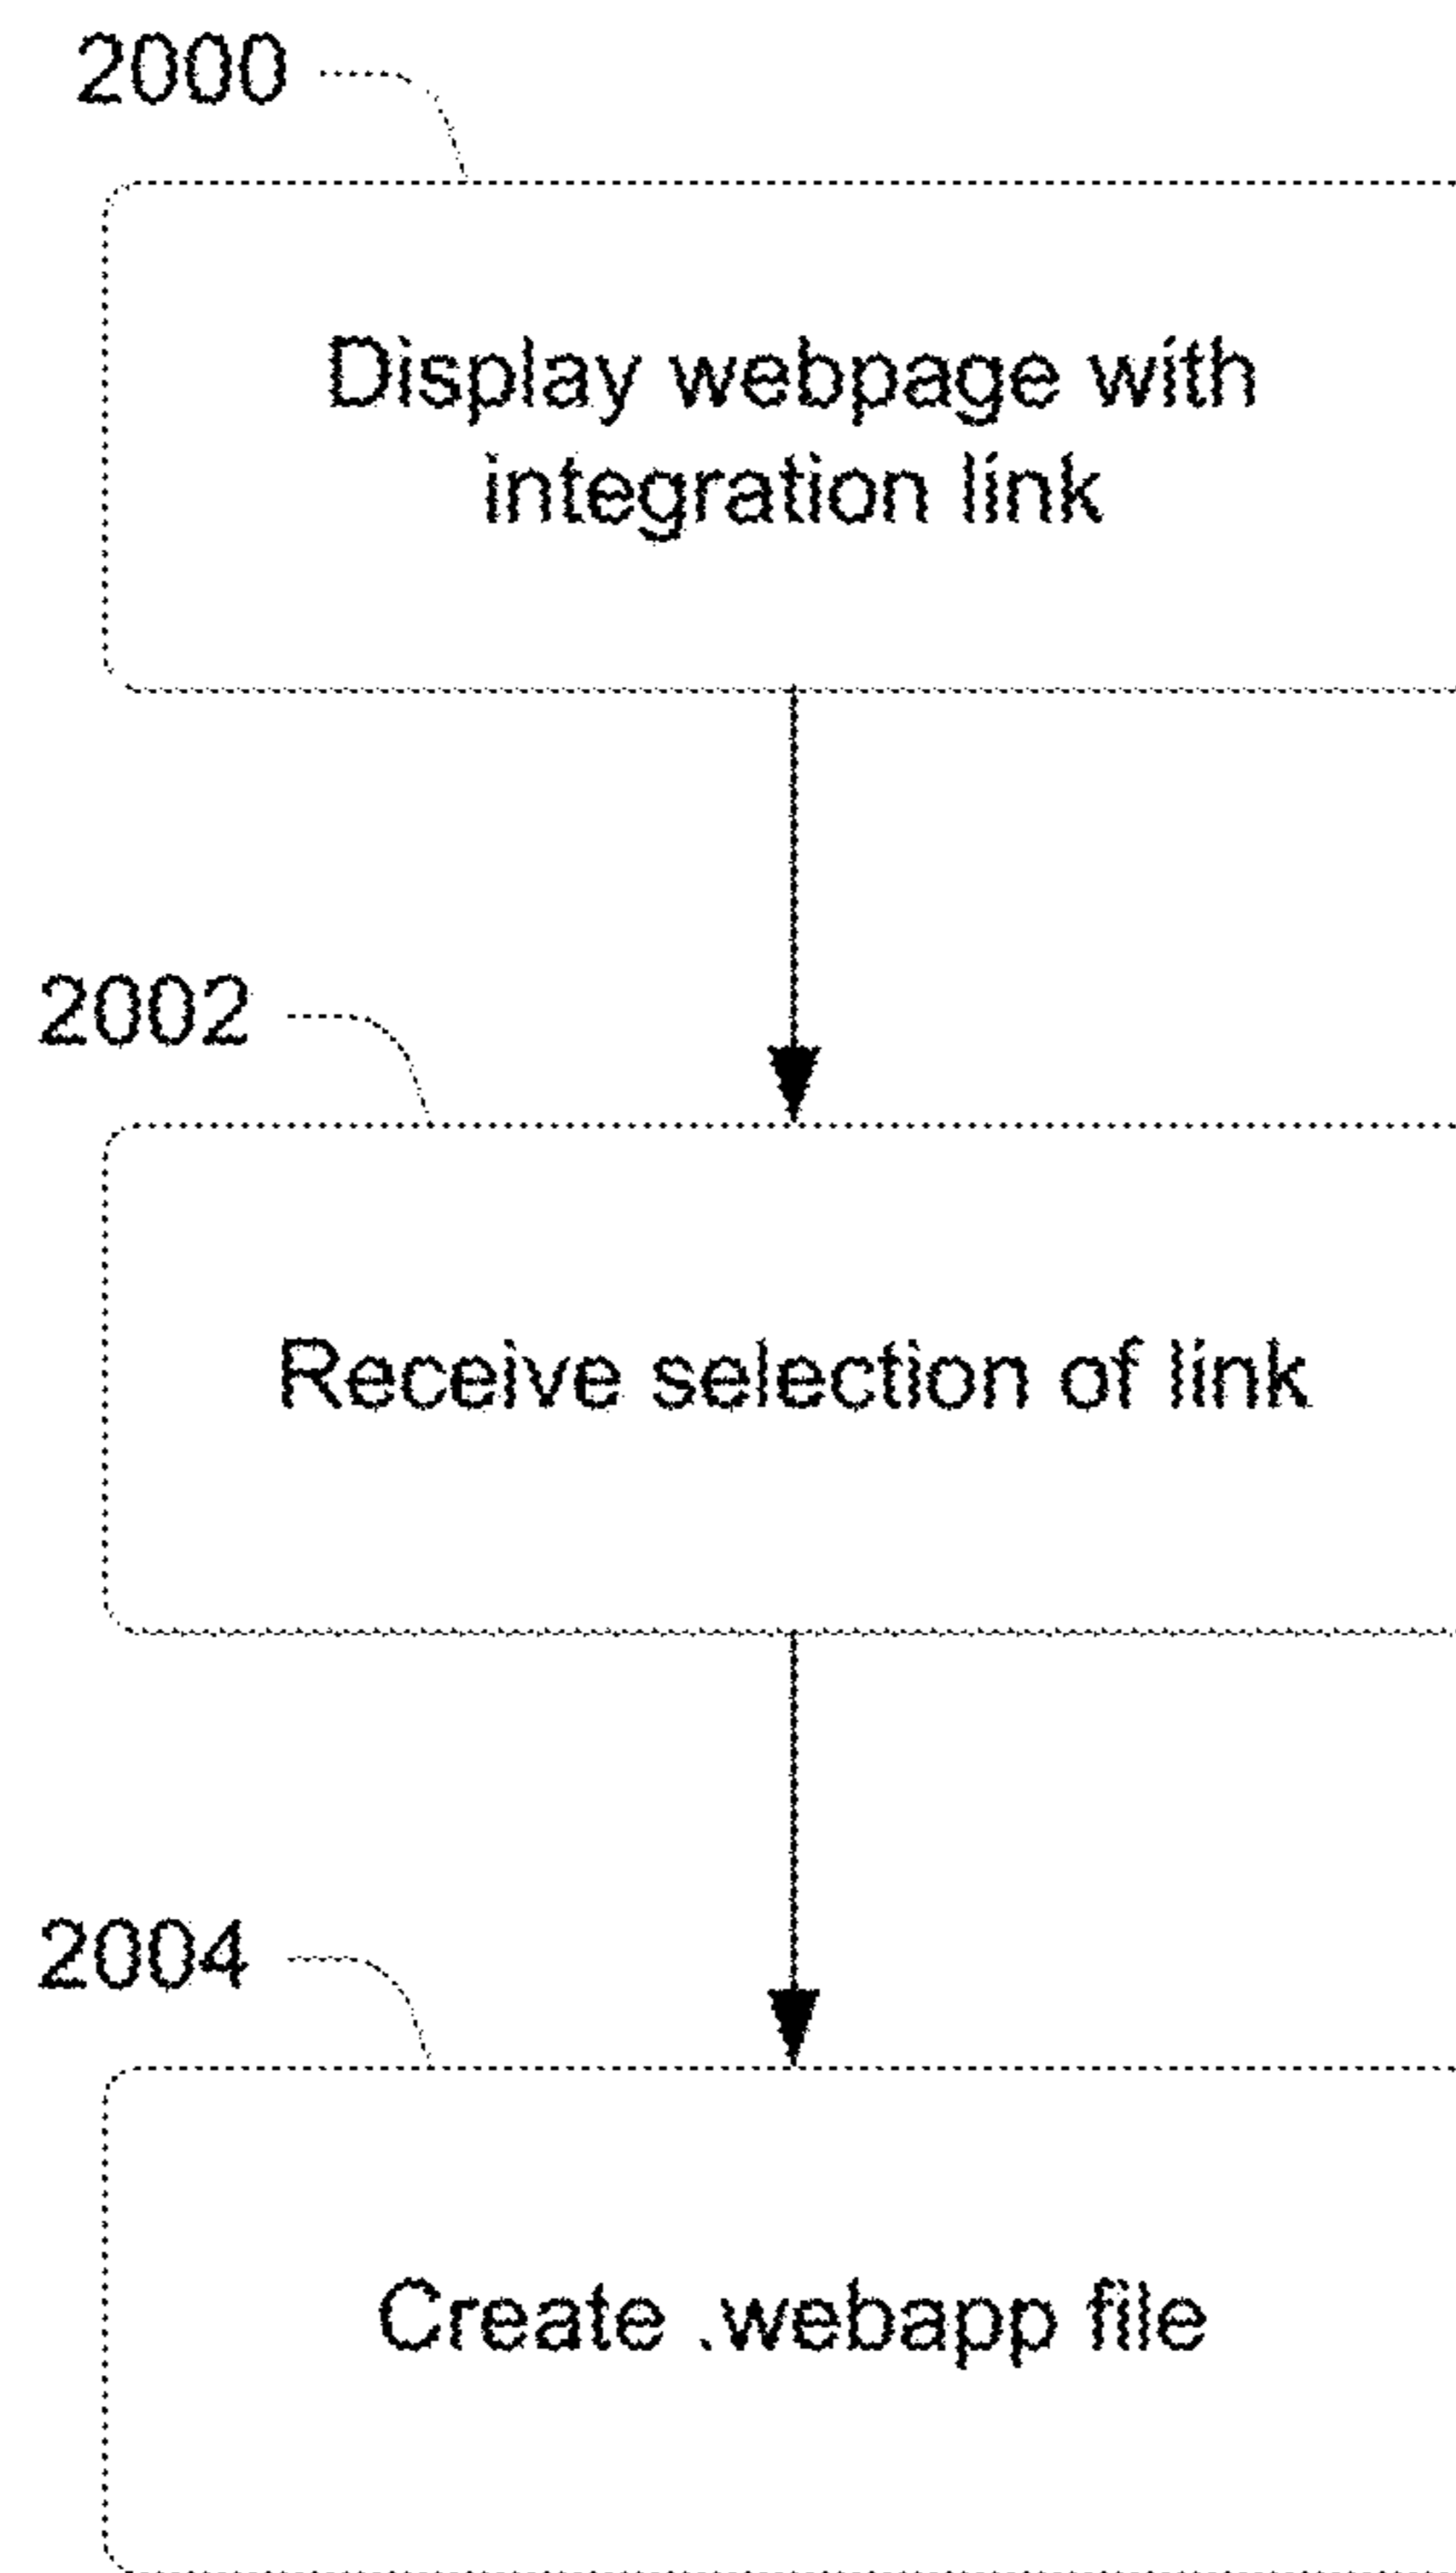 2000
Display webpage with
integration link
2002
Receive selection of link
2004
Create .webapp file